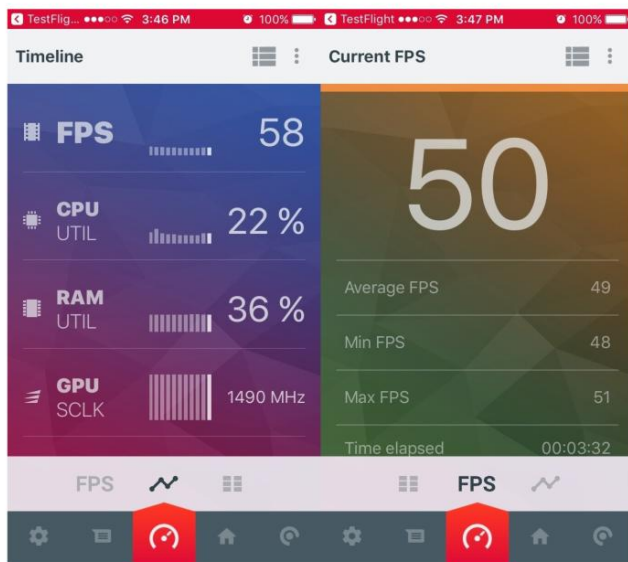 TestFlig... 3:46 PM 100%
Timeline
FPS 58
CPU
UTIL
22 %
RAM
UTIL
36 %
GPU
SCLK
1490 MHz
FPS
TestFlight 3:47 PM 100%
Current FPS
50
Average FPS 49
Min FPS 48
Max FPS 51
Time elapsed 00:03:32
FPS